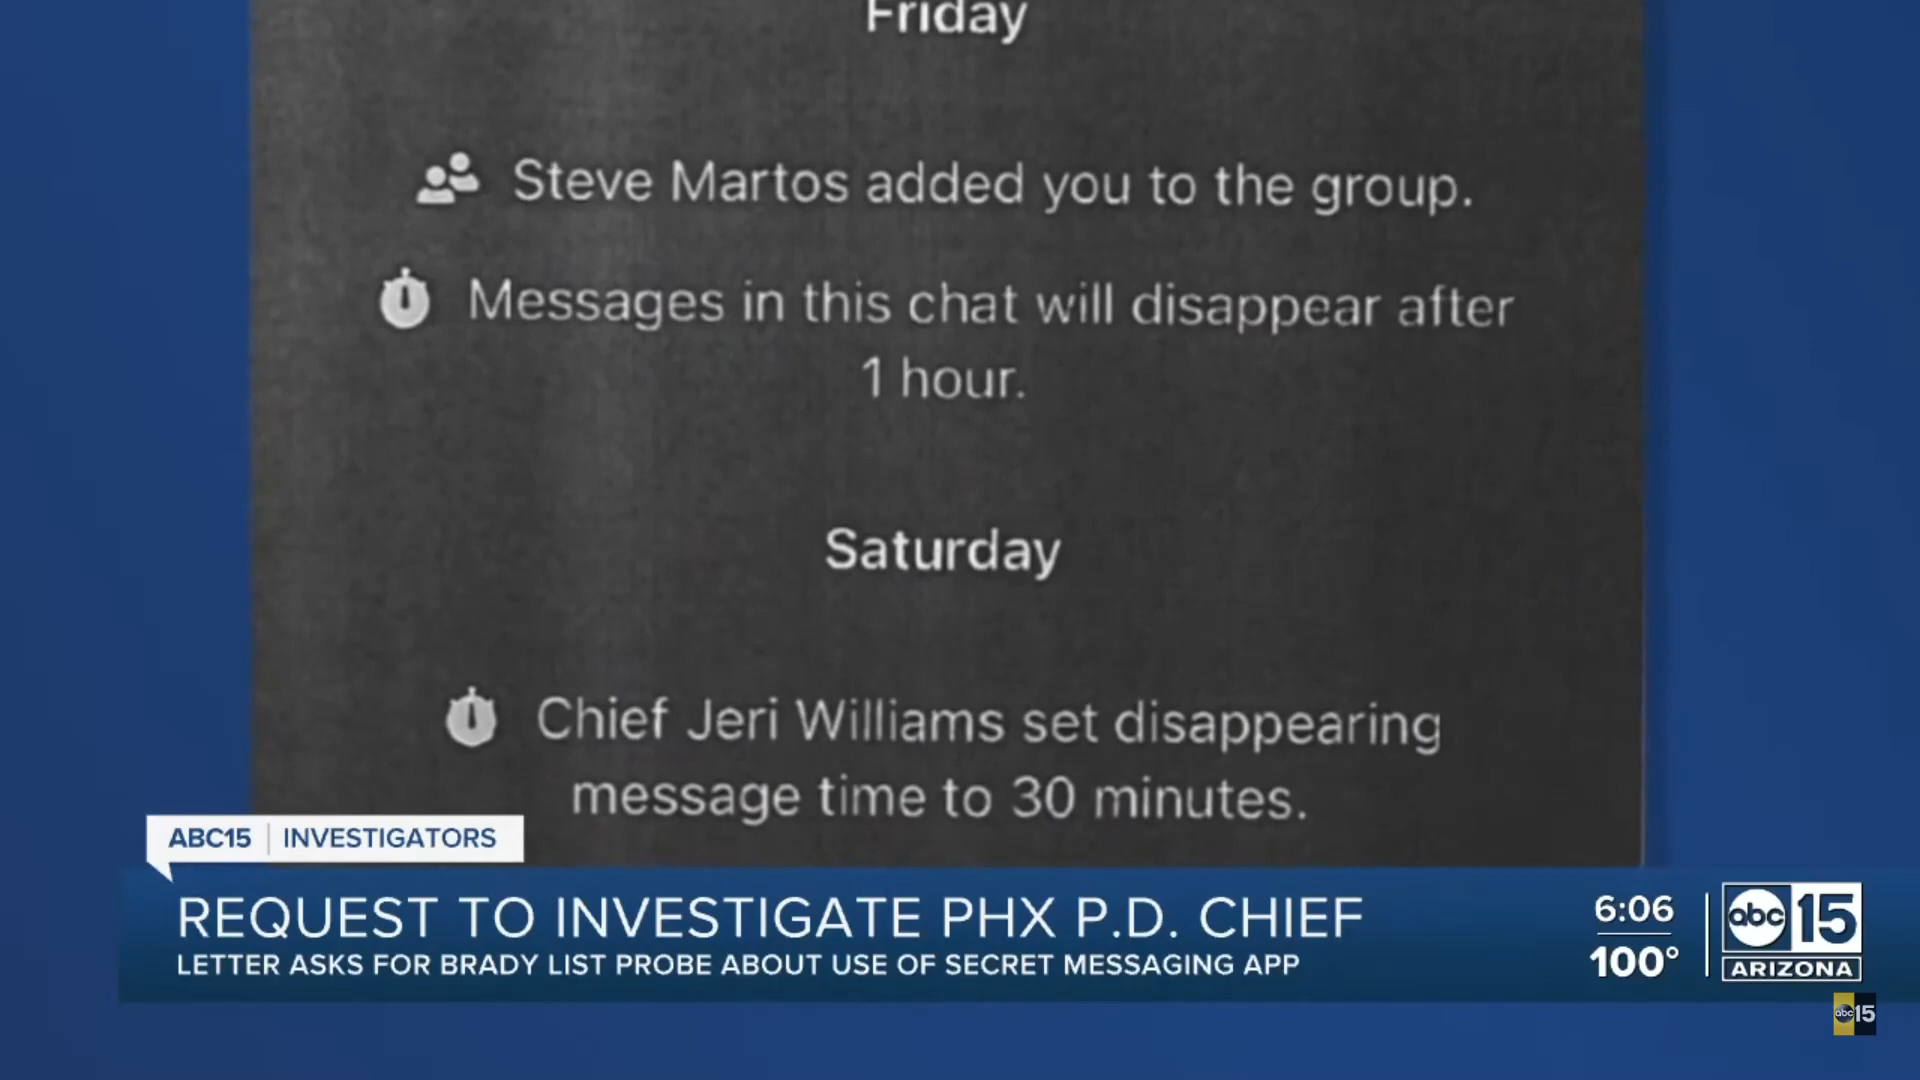 Friday
Steve Martos added you to the group.
Messages in this chat will disappear after
1 hour.
Saturday
Chief Jeri Williams set disappearing
message time to 30 minutes.
ABC15 | INVESTIGATORS
REQUEST TO INVESTIGATE PHX P.D. CHIEF
LETTER ASKS FOR BRADY LIST PROBE ABOUT USE OF SECRET MESSAGING APP
6:06
100°
abc 15
ARIZONA
abc 15